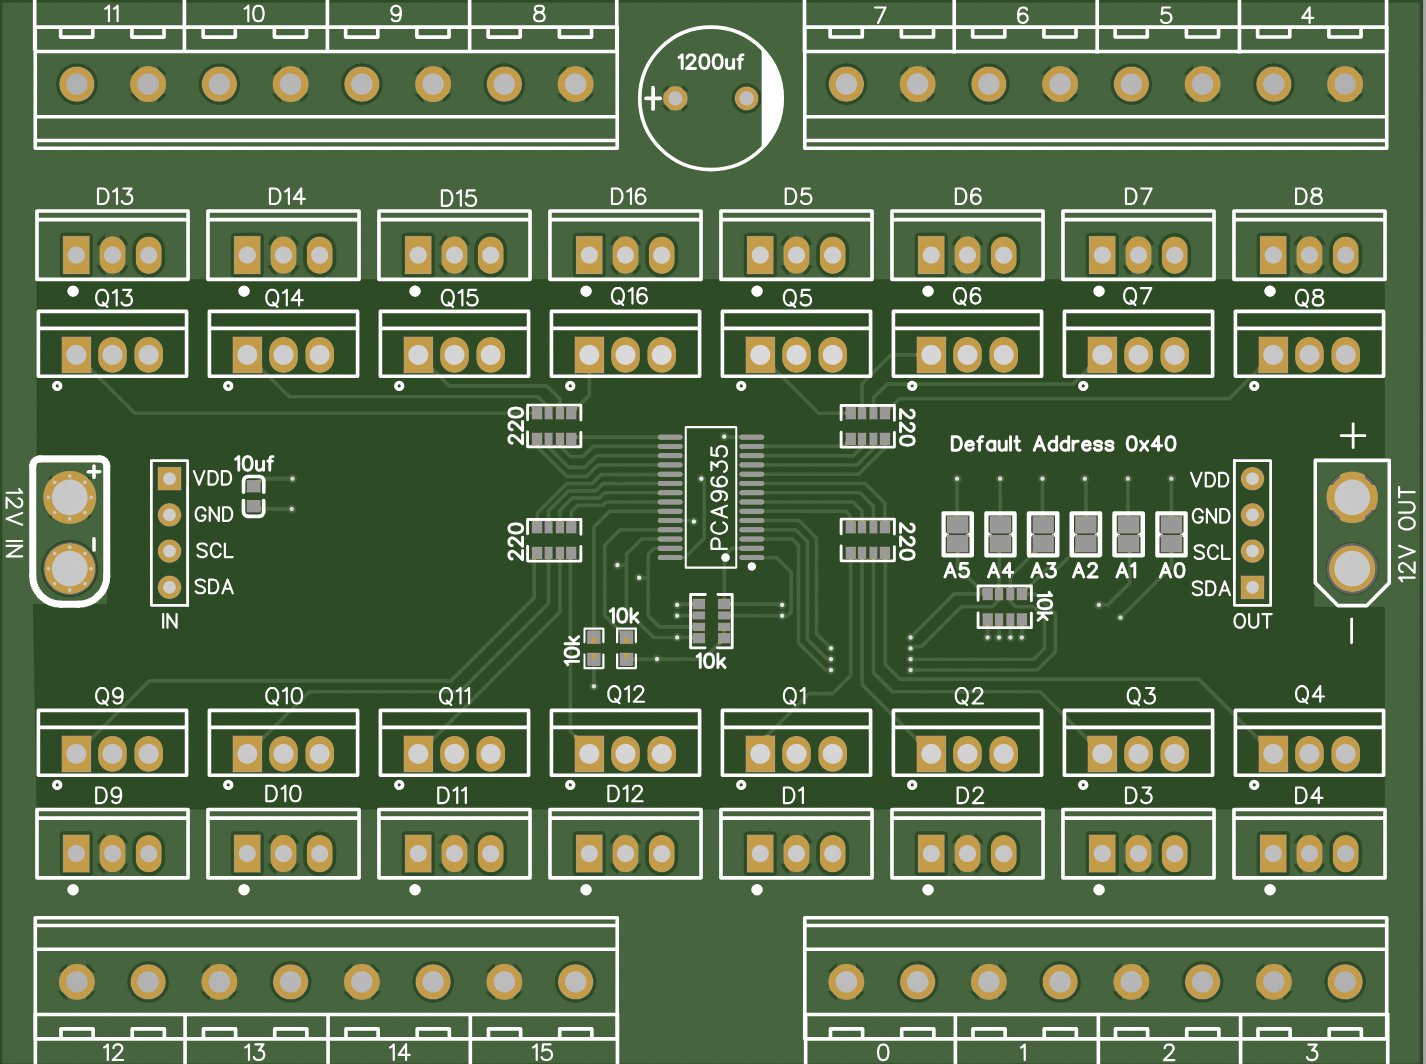 11 10 9 8 7 6 5 4
1200uf
+
D13 D14 D15 D16 D5 D6 D7 D8
Q13 Q14 Q15 Q16 Q5 Q6 Q7 Q8
220 220
Default Address 0x40
12V IN
+
-
VDD
GND
SCL
SDA
IN
10uf
220 220
PCA9635
A5 A4 A3 A2 A1 A0
10k
10k
10k
10k
VDD
GND
SCL
SDA
OUT
+
12V OUT
-
Q9 Q10 Q11 Q12 Q1 Q2 Q3 Q4
D9 D10 D11 D12 D1 D2 D3 D4
12 13 14 15 0 1 2 3